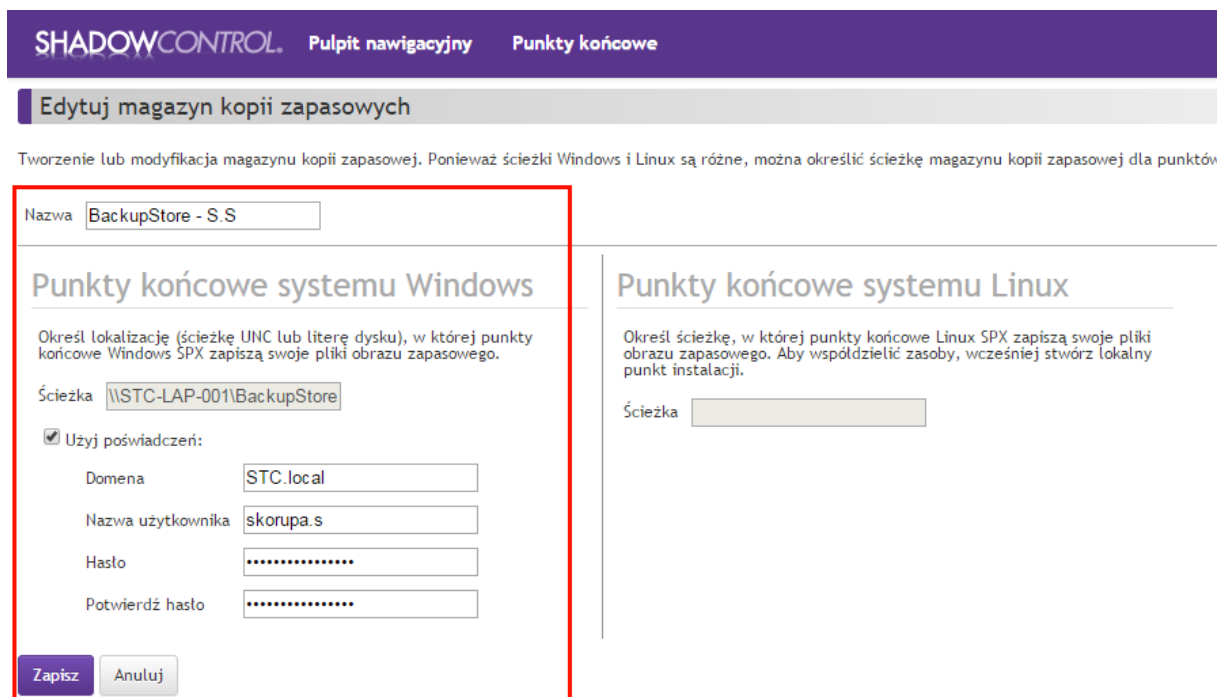 SHADOWCONTROL. Pulpit nawigacyjny Punkty końcowe
Edytuj magazyn kopii zapasowych
Tworzenie lub modyfikacja magazynu kopii zapasowej. Ponieważ ścieżki Windows i Linux są różne, można określić ścieżkę magazynu kopii zapasowej dla punktów
Nazwa BackupStore - S.S
Punkty końcowe systemu Windows
Określ lokalizację (ścieżkę UNC lub literę dysku), w której punkty
końcowe Windows SPX zapiszą swoje pliki obrazu zapasowego.
Ścieżka \\STC-LAP-001\BackupStore
Użyj poświadczeń:
Domena STC.local
Nazwa użytkownika skorupa.s
Hasło ••••••••••••••••
Potwierdź hasło ••••••••••••••••
Zapisz Anuluj
Punkty końcowe systemu Linux
Określ ścieżkę, w której punkty końcowe Linux SPX zapiszą swoje pliki
obrazu zapasowego. Aby współdzielić zasoby, wcześniej stwórz lokalny
punkt instalacji.
Ścieżka